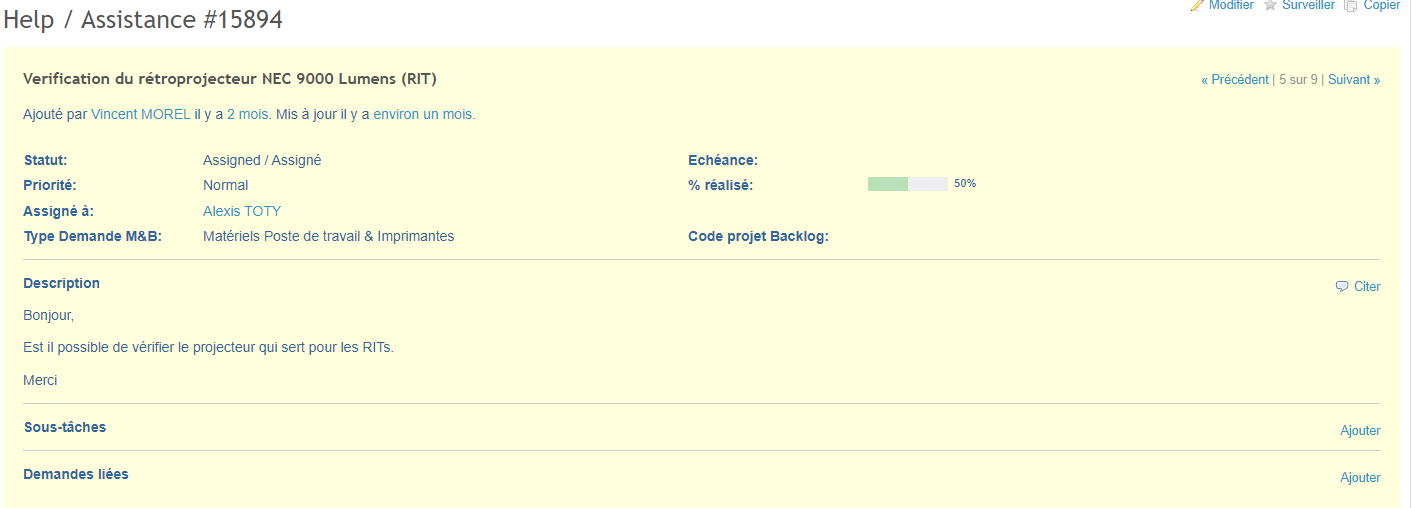 Modifier Surveiller Copier
Help / Assistance #15894
Verification du rétroprojecteur NEC 9000 Lumens (RIT)
« Précédent | 5 sur 9 | Suivant »
Ajouté par Vincent MOREL il y a 2 mois. Mis à jour il y a environ un mois.
Statut: Assigned / Assigné Echéance:
Priorité: Normal % réalisé: 50%
Assigné à: Alexis TOTY
Type Demande M&B: Matériels Poste de travail & Imprimantes Code projet Backlog:
Description
Citer
Bonjour,
Est il possible de vérifier le projecteur qui sert pour les RITs.
Merci
Sous-tâches
Ajouter
Demandes liées
Ajouter